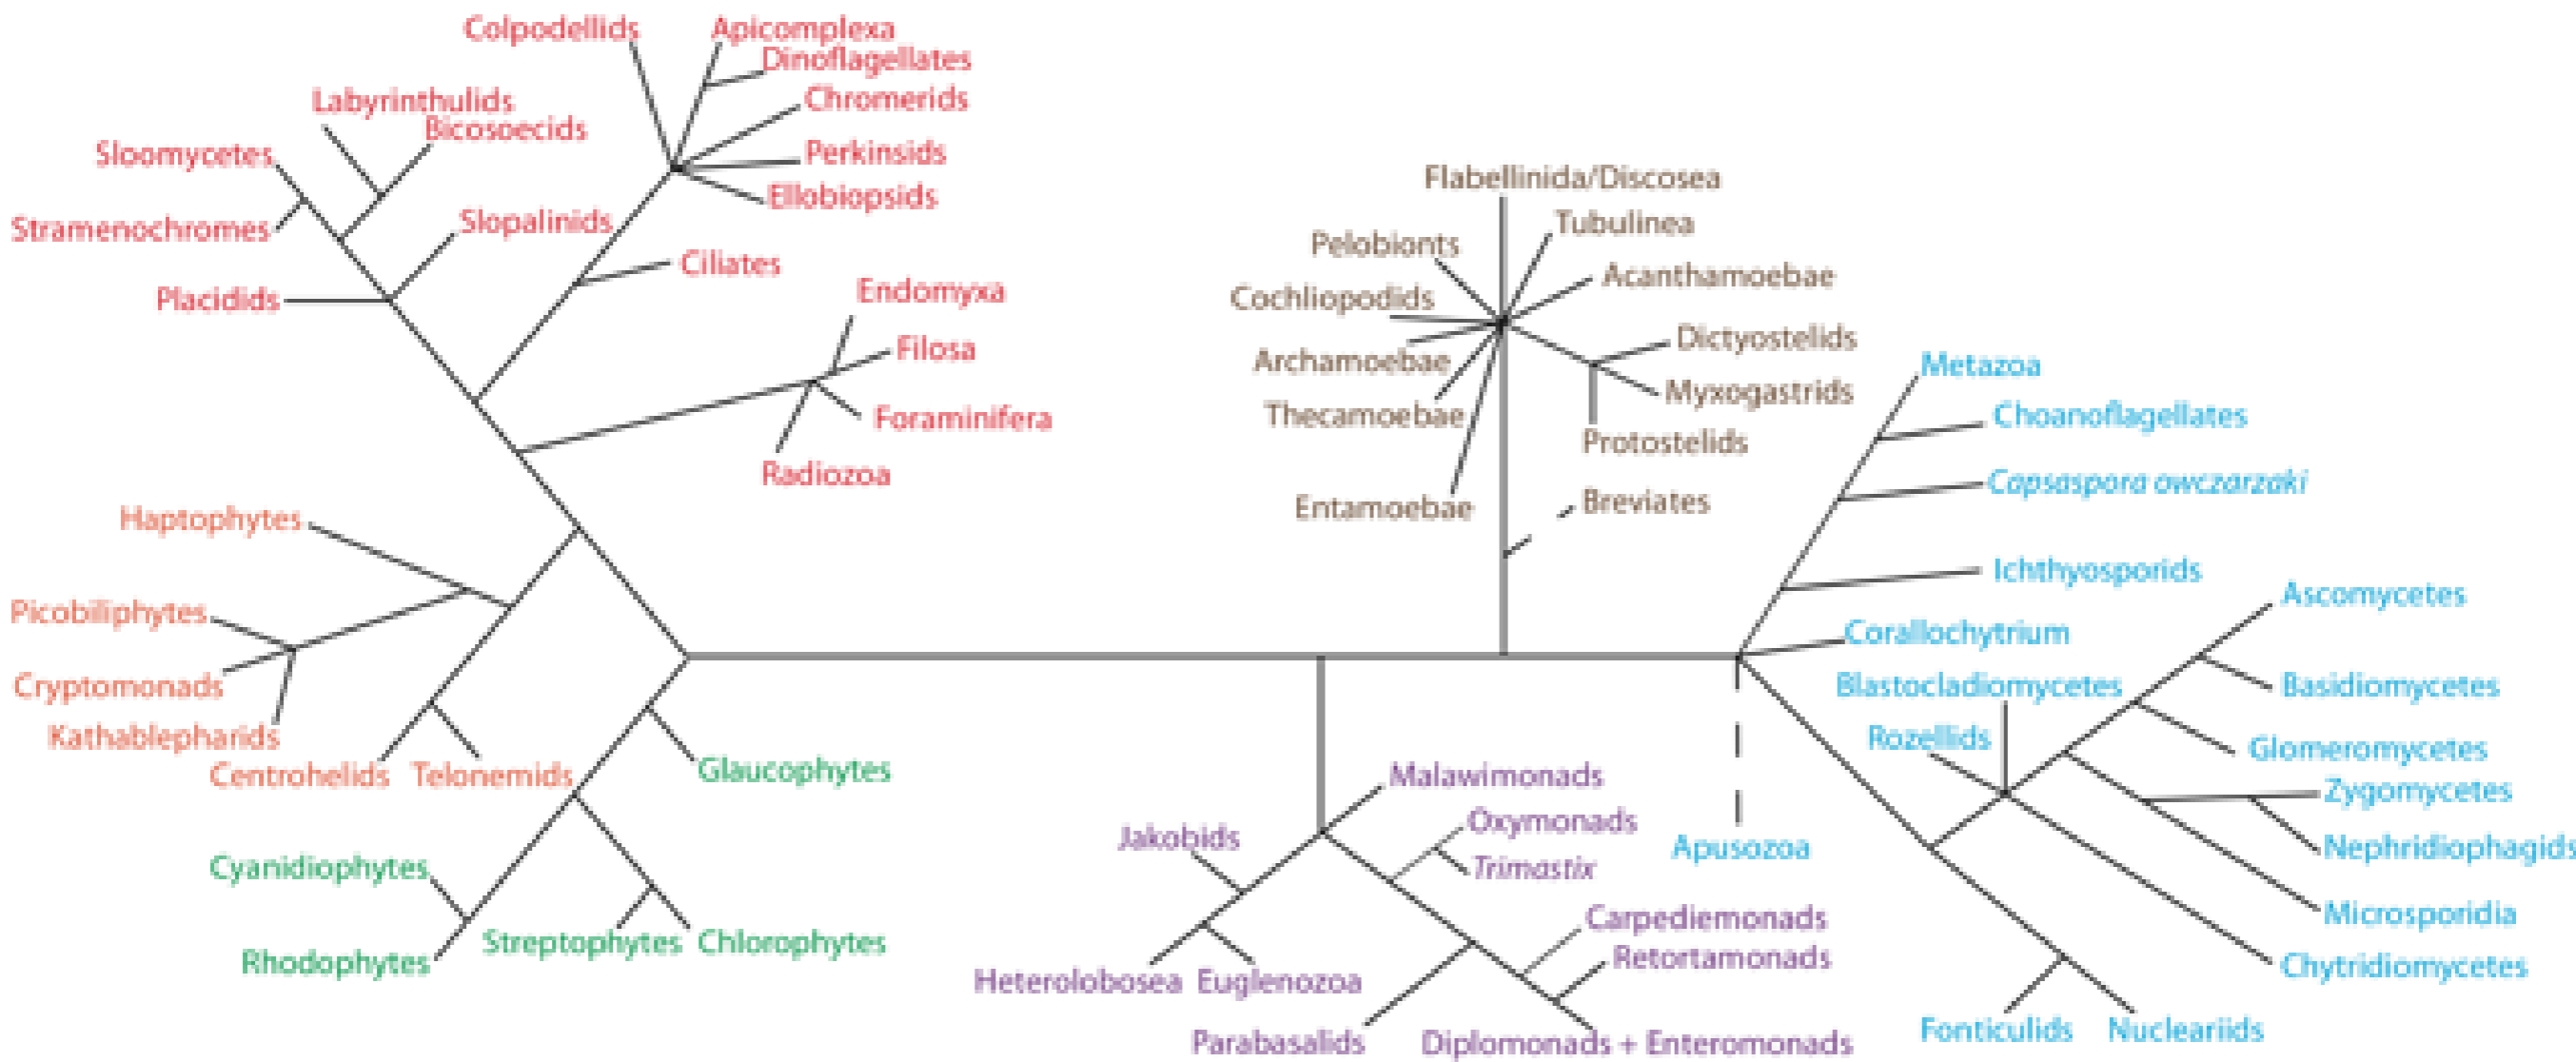 Colpodellids
Apicomplexa
Dinoflagellates
Labyrinthulids
Chromerids
Bicosoecids
Sloomycetes
Perkinsids
Ellobiopsids
Stramenochromes
Slopalinids
Ciliates
Placidids
Endomyxa
Filosa
Foraminifera
Radiozoa
Haptophytes
Picobiliphytes
Cryptomonads
Kathablepharids
Centrohelids
Telonemids
Glaucophytes
Cyanidiophytes
Rhodophytes
Streptophytes
Chlorophytes
Flabellinida/Discosea
Tubulinea
Pelobionts
Acanthamoebae
Cochliopodids
Dictyostelids
Archamoebae
Myxogastrids
Thecamoebae
Protostelids
Entamoebae
Breviates
Malawimonads
Oxymonads
Jakobids
Trimastix
Carpediemonads
Retortamonads
Heterolobosea
Euglenozoa
Parabasalids
Diplomonads + Enteromonads
Metazoa
Choanoflagellates
Capsaspora owczarzaki
Ichthyosporids
Ascomycetes
Corallochytrium
Blastocladiomycetes
Basidiomycetes
Rozellids
Glomeromycetes
Zygomycetes
Apusozoa
Nephridiophagids
Microsporidia
Chytridiomycetes
Fonticulids
Nucleariids